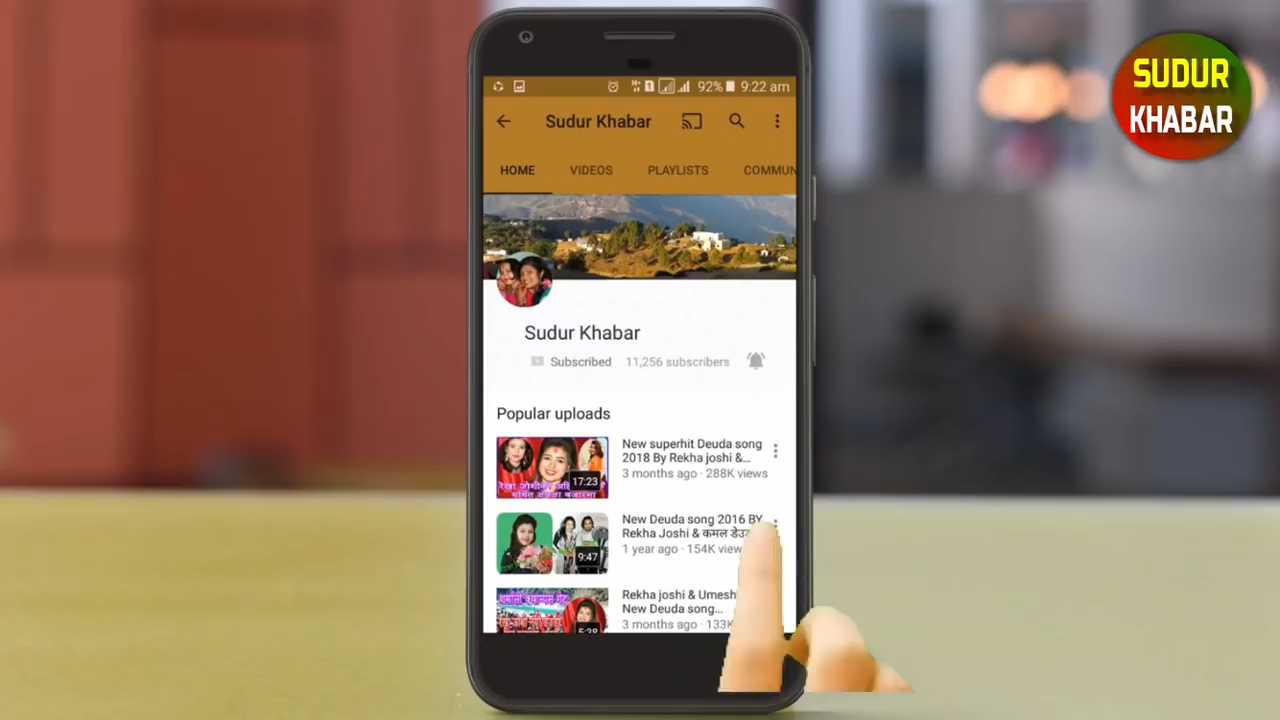 SUDUR
KHABAR
92% 9:22 am
Sudur Khabar
HOME VIDEOS PLAYLISTS COMMUN
Sudur Khabar
Subscribed 11,256 subscribers
Popular uploads
New superhit Deuda song
2018 By Rekha joshi &...
3 months ago · 288K views
17:23
New Deuda song 2016 BY
Rekha Joshi & कमल
1 year ago · 154K
9:47
Rekha joshi & Umesh
New Deuda song...
3 months ago · 133K
5:38